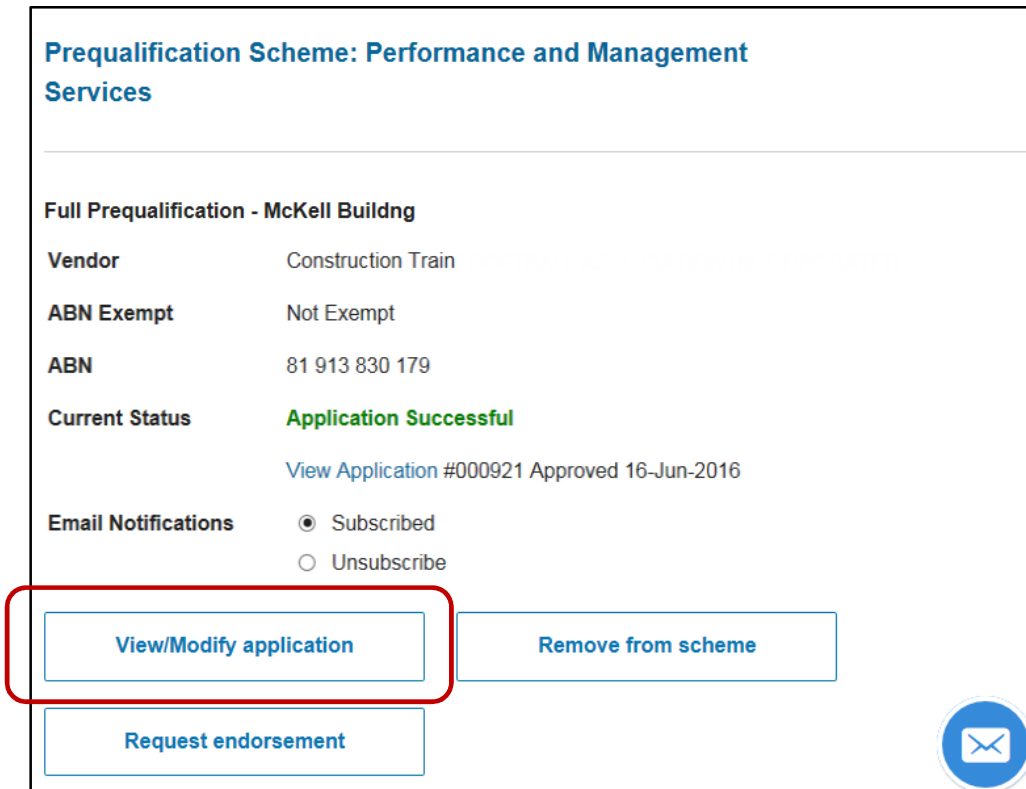 Prequalification Scheme: Performance and Management
Services
Full Prequalification - McKell Buildng
Vendor Construction Train
ABN Exempt Not Exempt
ABN 81 913 830 179
Current Status Application Successful
View Application #000921 Approved 16-Jun-2016
Email Notifications Subscribed
Unsubscribe
View/Modify application Remove from scheme
Request endorsement